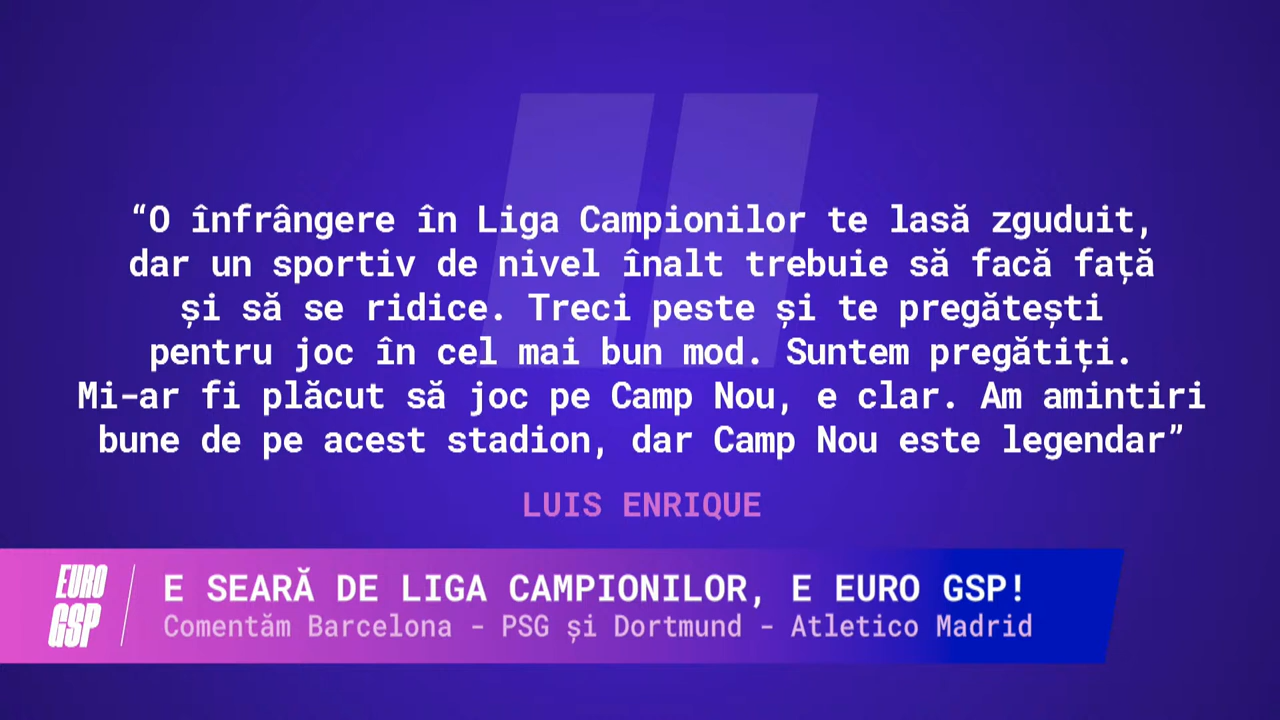 “O înfrângere în Liga Campionilor te lasă zguduit,
dar un sportiv de nivel înalt trebuie să facă față
și să se ridice. Treci peste și te pregătești
pentru joc în cel mai bun mod. Suntem pregătiți.
Mi-ar fi plăcut să joc pe Camp Nou, e clar. Am amintiri
bune de pe acest stadion, dar Camp Nou este legendar”
LUIS ENRIQUE
EURO
GSP
E SEARĂ DE LIGA CAMPIONILOR, E EURO GSP!
Comentăm Barcelona - PSG și Dortmund - Atletico Madrid